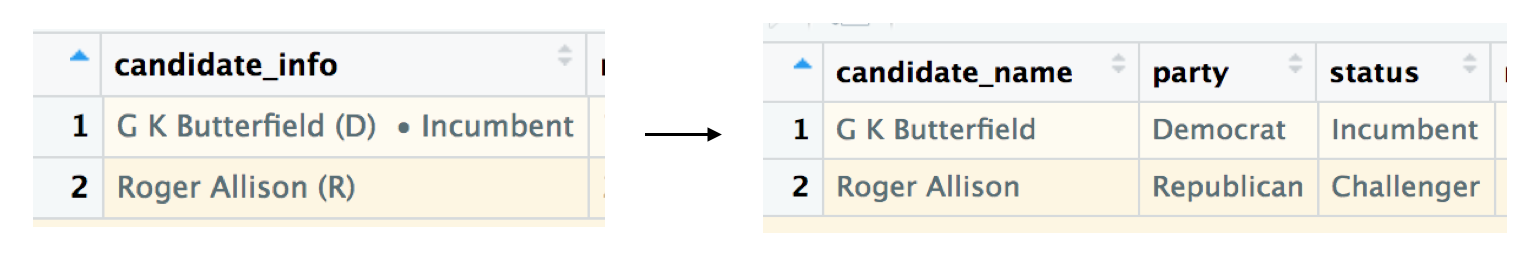 candidate_info
1 G K Butterfield (D) • Incumbent
2 Roger Allison (R)
candidate_name party status
1 G K Butterfield Democrat Incumbent
2 Roger Allison Republican Challenger